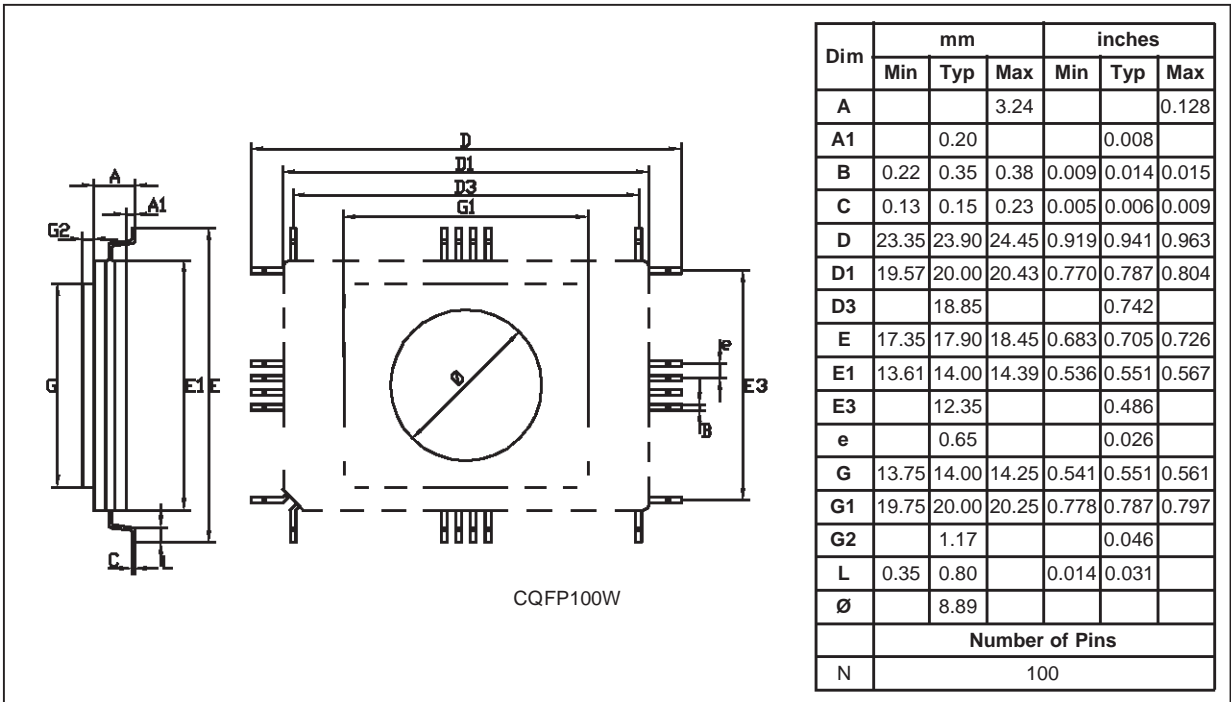 D
D1
D3
G1
A
A1
G2
G
E1 E
C
L
Ø
e
E3
B
CQFP100W
Dim mm inches
Min Typ Max Min Typ Max
A 3.24 0.128
A1 0.20 0.008
B 0.22 0.35 0.38 0.009 0.014 0.015
C 0.13 0.15 0.23 0.005 0.006 0.009
D 23.35 23.90 24.45 0.919 0.941 0.963
D1 19.57 20.00 20.43 0.770 0.787 0.804
D3 18.85 0.742
E 17.35 17.90 18.45 0.683 0.705 0.726
E1 13.61 14.00 14.39 0.536 0.551 0.567
E3 12.35 0.486
e 0.65 0.026
G 13.75 14.00 14.25 0.541 0.551 0.561
G1 19.75 20.00 20.25 0.778 0.787 0.797
G2 1.17 0.046
L 0.35 0.80 0.014 0.031
Ø 8.89
Number of Pins
N 100